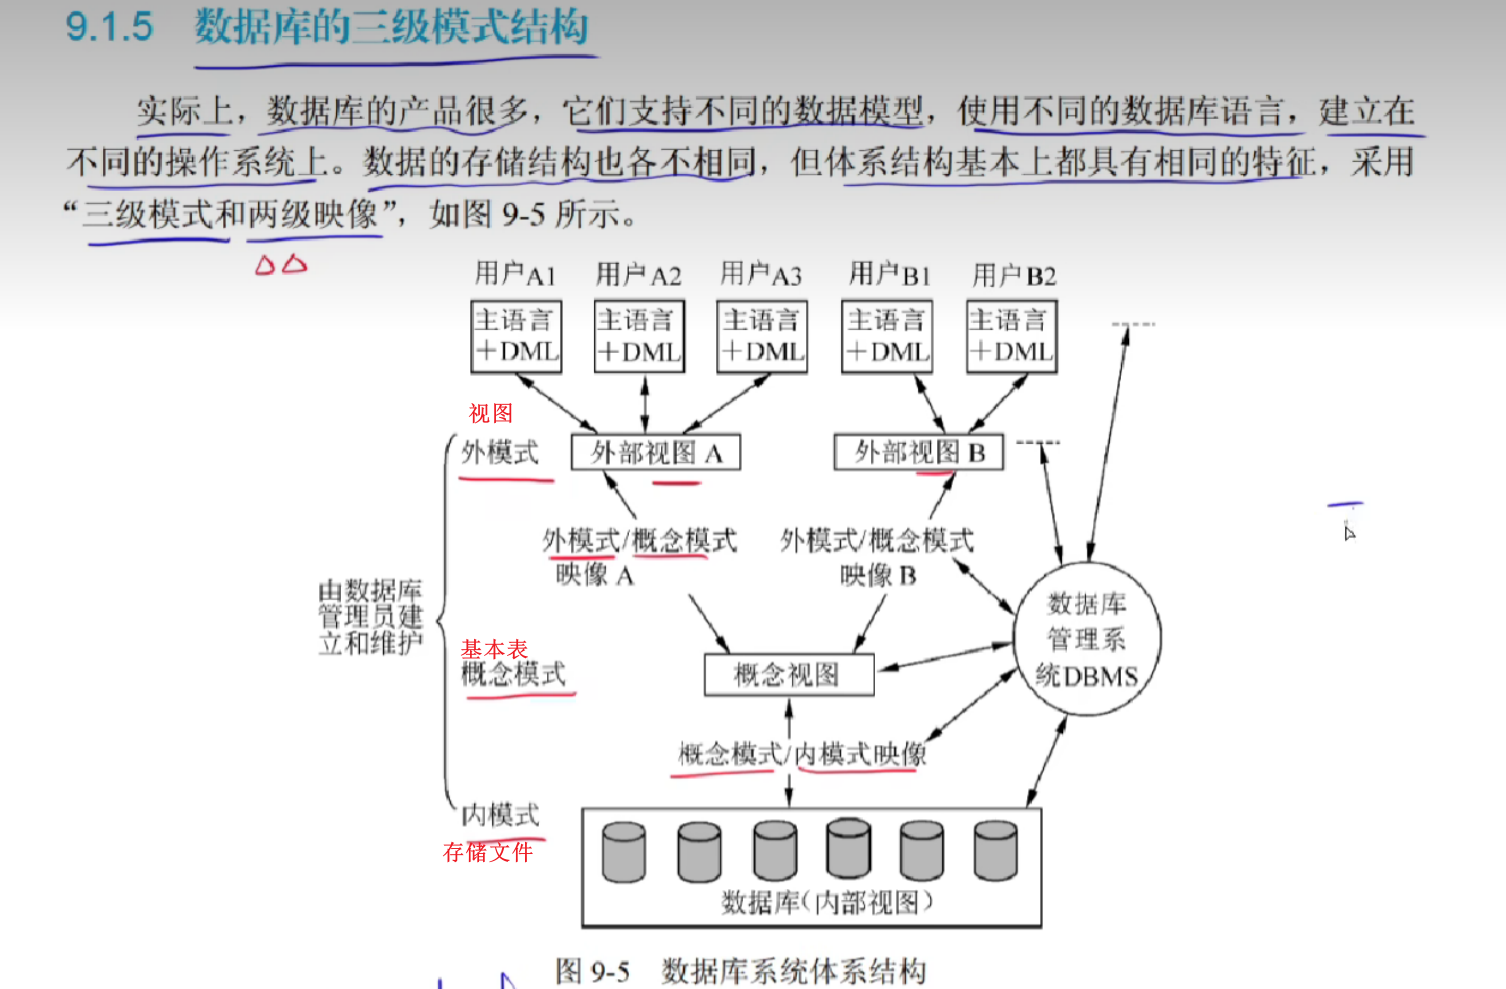 9.1.5 数据库的三级模式结构
实际上，数据库的产品很多，它们支持不同的数据模型，使用不同的数据库语言，建立在
不同的操作系统上。数据的存储结构也各不相同，但体系结构基本上都具有相同的特征，采用
“三级模式和两级映像”，如图 9-5 所示。
用户A1 用户A2 用户A3 用户B1 用户B2
主语言 主语言 主语言 主语言 主语言
+DML +DML +DML +DML +DML
视图
外模式 外部视图 A 外部视图 B
外模式/概念模式 外模式/概念模式
映像 A 映像 B
由数据库
管理员建
立和维护
数据库
管理系
统DBMS
基本表
概念模式 概念视图
概念模式/内模式映像
内模式
存储文件
数据库（内部视图）
图 9-5 数据库系统体系结构